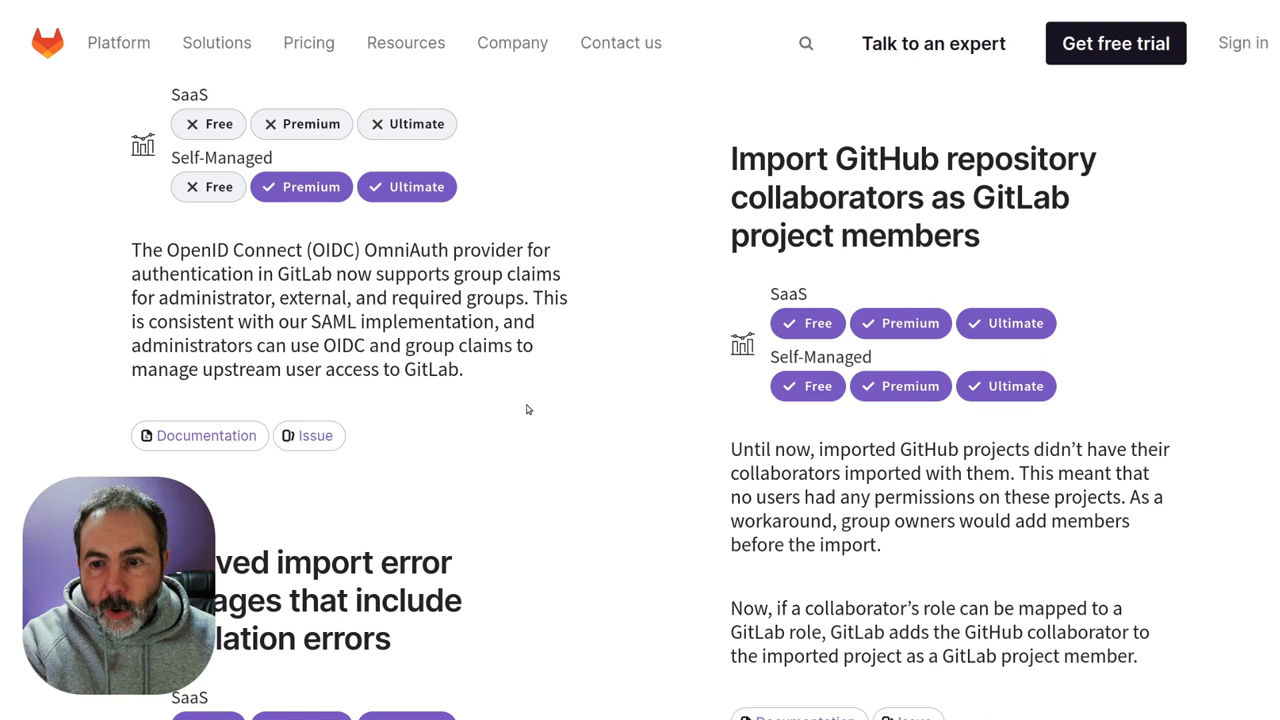 Platform
Solutions
Pricing
Resources
Company
Contact us
Talk to an expert
Get free trial
Sign in
SaaS
Free
Premium
Ultimate
Self-Managed
Free
Premium
Ultimate
The OpenID Connect (OIDC) OmniAuth provider for
authentication in GitLab now supports group claims
for administrator, external, and required groups. This
is consistent with our SAML implementation, and
administrators can use OIDC and group claims to
manage upstream user access to GitLab.
Documentation
Issue
ved import error
ages that include
lation errors
SaaS
Import GitHub repository
collaborators as GitLab
project members
SaaS
Free
Premium
Ultimate
Self-Managed
Free
Premium
Ultimate
Until now, imported GitHub projects didn’t have their
collaborators imported with them. This meant that
no users had any permissions on these projects. As a
workaround, group owners would add members
before the import.
Now, if a collaborator’s role can be mapped to a
GitLab role, GitLab adds the GitHub collaborator to
the imported project as a GitLab project member.
Documentation
Issue